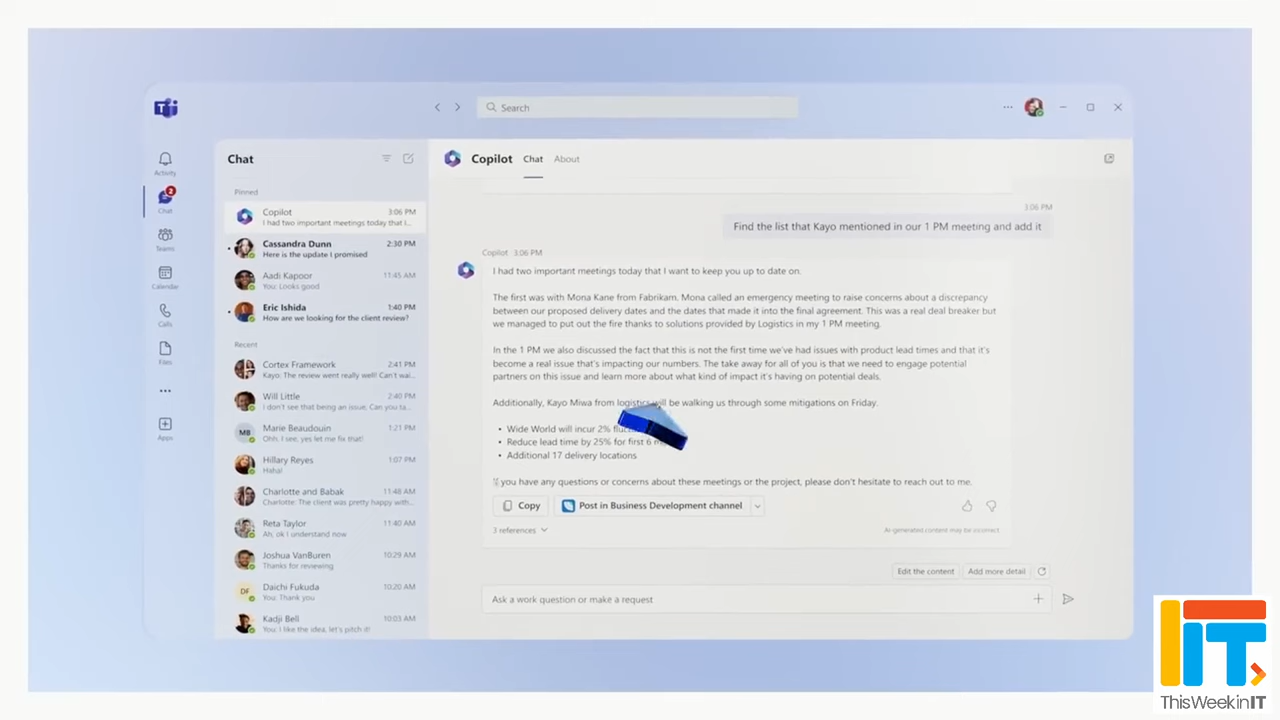 Search
Activity
2
Chat
Teams
Calendar
Calls
Files
Apps
Chat
Pinned
Copilot 3:06 PM
I had two important meetings today that I...
Cassandra Dunn 2:30 PM
Here is the update I promised
Aadi Kapoor 11:45 AM
You: Looks good
Eric Ishida 1:40 PM
How are we looking for the client review?
Recent
Cortex Framework 2:41 PM
Kayo: The review went really well! Can't wai...
Will Little 2:40 PM
I don't see that being an issue. Can you ta...
MB
Marie Beaudouin 1:21 PM
Ohh. I see, yes let me fix that!
Hillary Reyes 1:07 PM
Haha!
Charlotte and Babak 11:48 AM
Charlotte: The client was pretty happy with...
Reta Taylor 11:40 AM
Ah, ok I understand now
Joshua VanBuren 10:29 AM
Thanks for reviewing
DF
Daichi Fukuda 10:20 AM
You: Thank you
Kadji Bell 10:03 AM
You: I like the idea, let's pitch it!
Copilot Chat About
3:06 PM
Find the list that Kayo mentioned in our 1 PM meeting and add it
Copilot 3:06 PM
I had two important meetings today that I want to keep you up to date on.
The first was with Mona Kane from Fabrikam. Mona called an emergency meeting to raise concerns about a discrepancy
between our proposed delivery dates and the dates that made it into the final agreement. This was a real deal breaker but
we managed to put out the fire thanks to solutions provided by Logistics in my 1 PM meeting.
In the 1 PM we also discussed the fact that this is not the first time we've had issues with product lead times and that it's
become a real issue that's impacting our numbers. The take away for all of you is that we need to engage potential
partners on this issue and learn more about what kind of impact it's having on potential deals.
Additionally, Kayo Miwa from logistics will be walking us through some mitigations on Friday.
• Wide World will incur 2%
• Reduce lead time by 25% for first 6
• Additional 17 delivery locations
If you have any questions or concerns about these meetings or the project, please don't hesitate to reach out to me.
Copy
Post in Business Development channel
3 references
AI-generated content may be incorrect
Edit the content
Add more detail
Ask a work question or make a request
IT
ThisWeekinIT